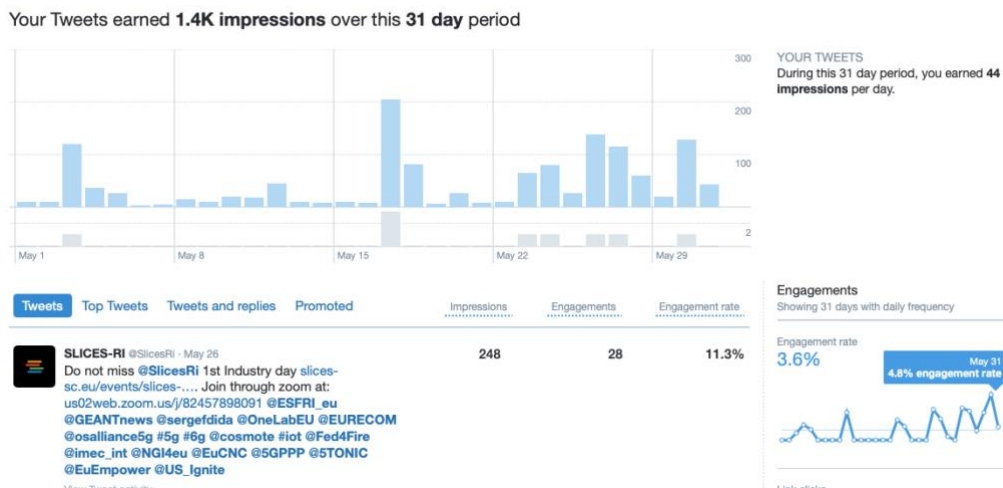 Your Tweets earned 1.4K impressions over this 31 day period
300
200
100
2
May 1
May 8
May 15
May 22
May 29
YOUR TWEETS
During this 31 day period, you earned 44
impressions per day.
Tweets
Top Tweets
Tweets and replies
Promoted
Impressions
Engagements
Engagement rate
SLICES-RI @SlicesRi · May 26
Do not miss @SlicesRi 1st Industry day slices-
sc.eu/events/slices-.... Join through zoom at:
us02web.zoom.us/j/82457898091 @ESFRI_eu
@GEANTnews @sergefdida @OneLabEU @EURECOM
@osalliance5g #5g #6g @cosmote #iot @Fed4Fire
@imec_int @NGI4eu @EuCNC @5GPPP @5TONIC
@EuEmpower @US_Ignite
248
28
11.3%
View Tweet activity
Engagements
Showing 31 days with daily frequency
Engagement rate
3.6%
May 31
4.8% engagement rate
Link clicks